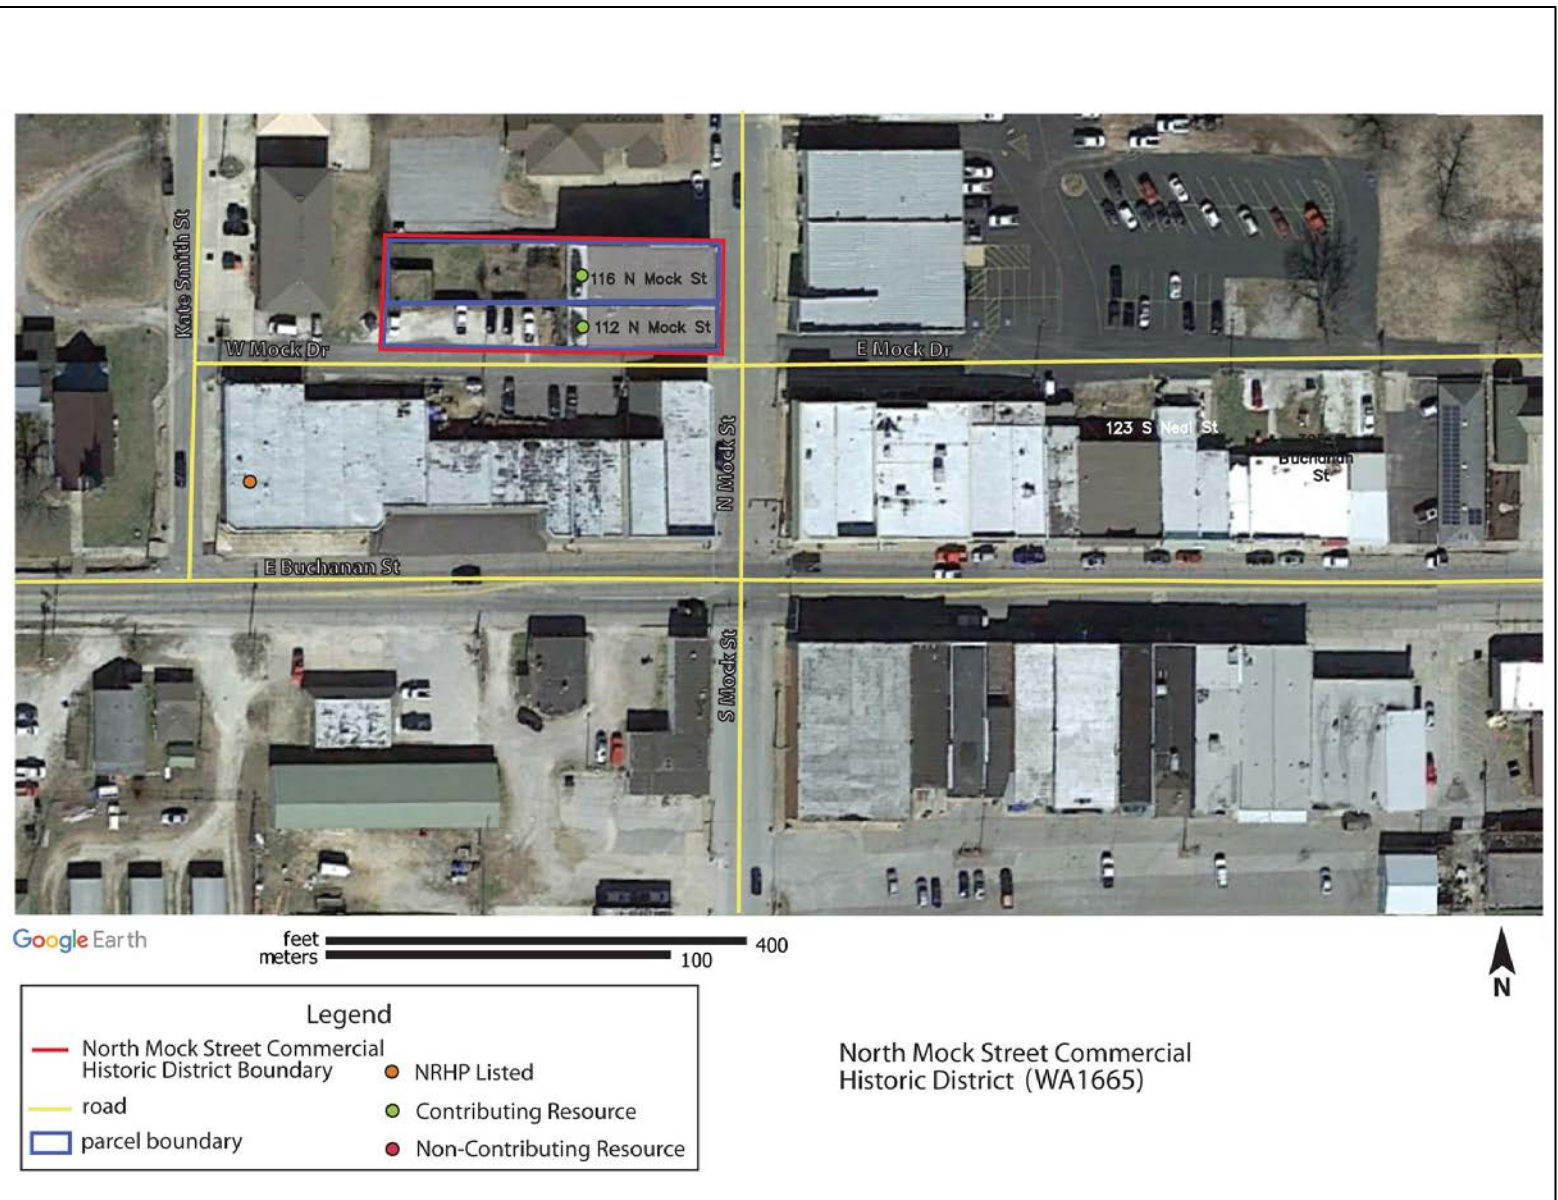 Kate Smith St
116 N Mock St
112 N Mock St
W Mock Dr
E Mock Dr
N Mock St
123 S Neal St
Buchanan
St
E Buchanan St
S Mock St
Google Earth
feet
400
meters
100
N
Legend
North Mock Street Commercial
Historic District Boundary
road
parcel boundary
NRHP Listed
Contributing Resource
Non-Contributing Resource
North Mock Street Commercial
Historic District (WA1665)